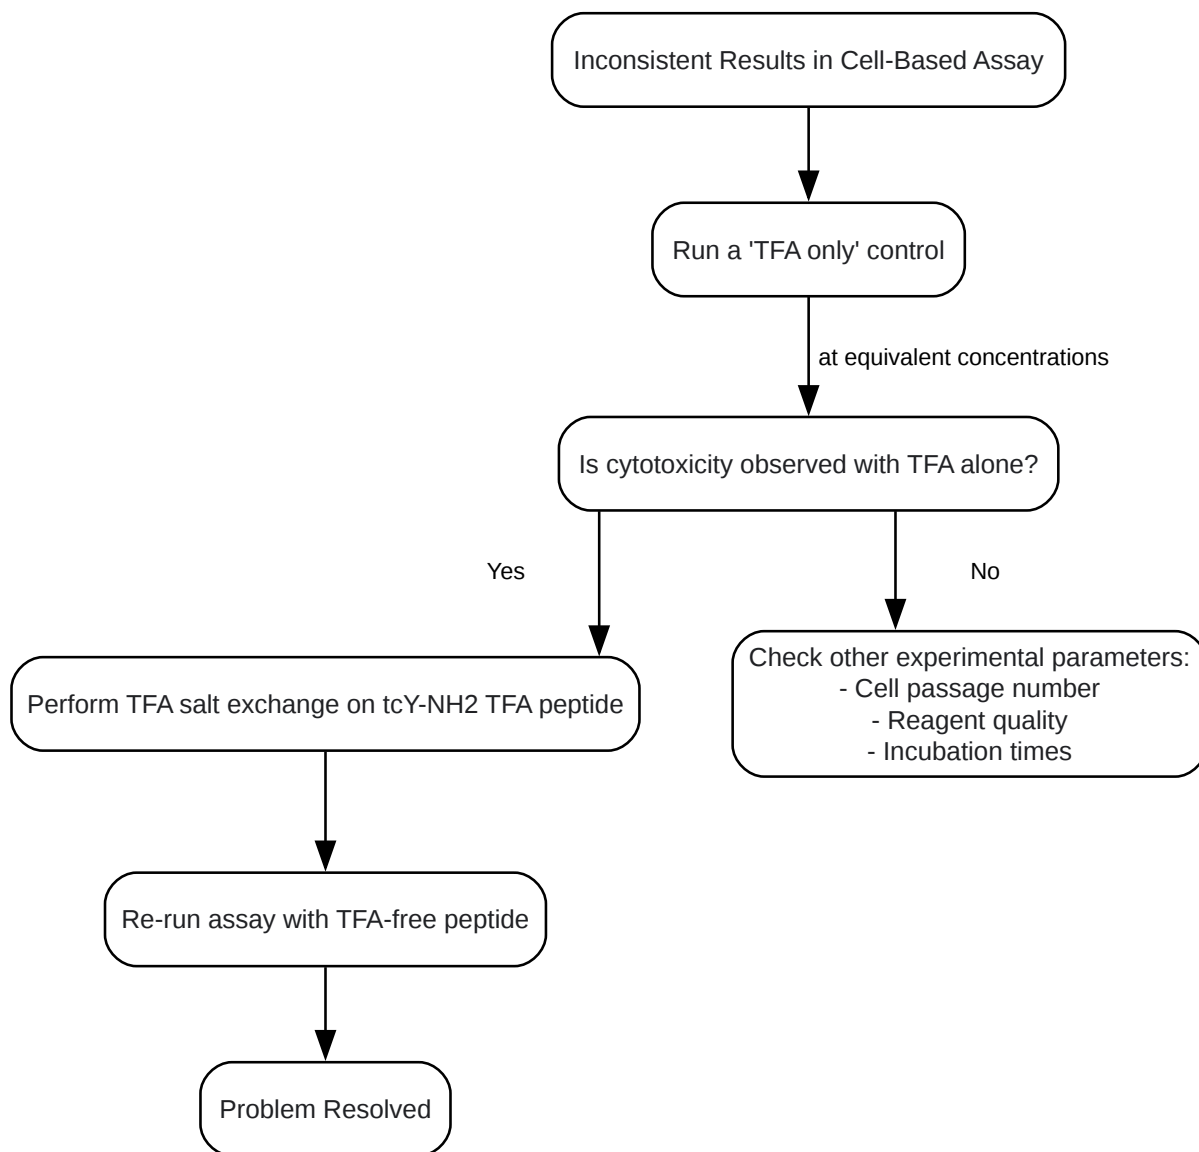 Inconsistent Results in Cell-Based Assay
Run a 'TFA only' control
at equivalent concentrations
Is cytotoxicity observed with TFA alone?
Yes
No
Perform TFA salt exchange on tcY-NH2 TFA peptide
Check other experimental parameters:
- Cell passage number
- Reagent quality
- Incubation times
Re-run assay with TFA-free peptide
Problem Resolved